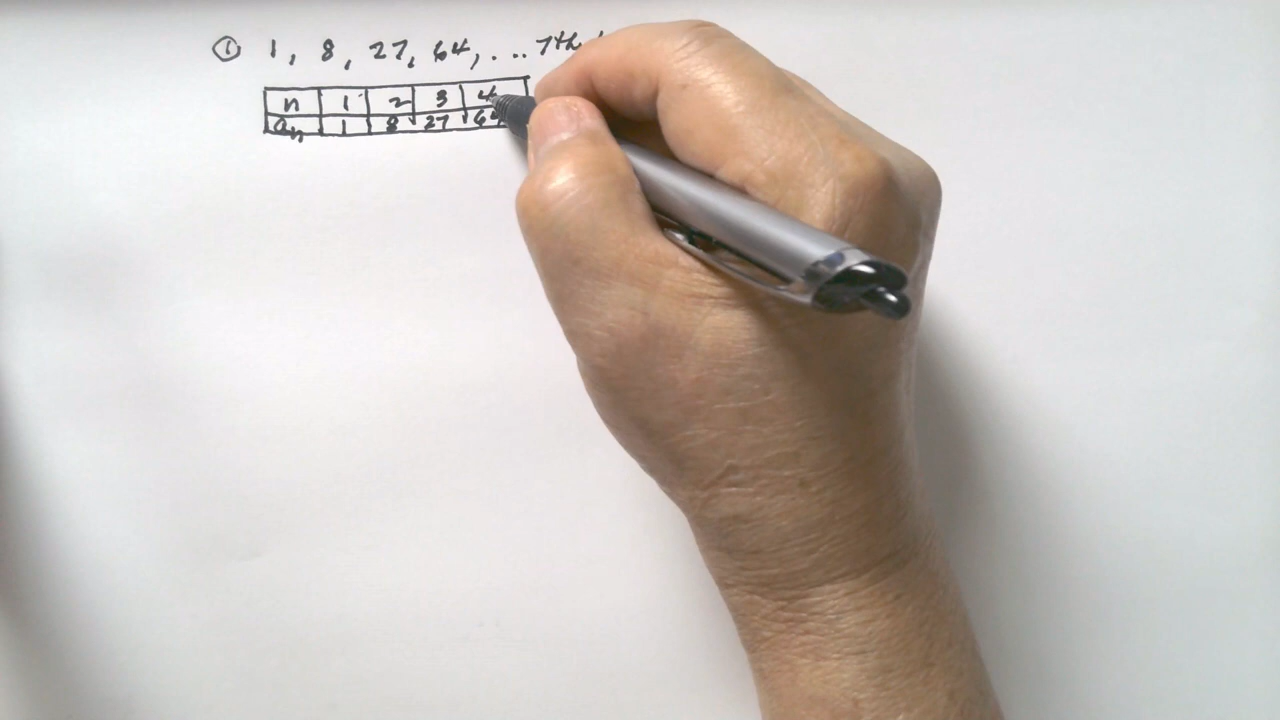 ① 1, 8, 27, 64, ... 7th
n 1 2 3 4
an 1 8 27 64